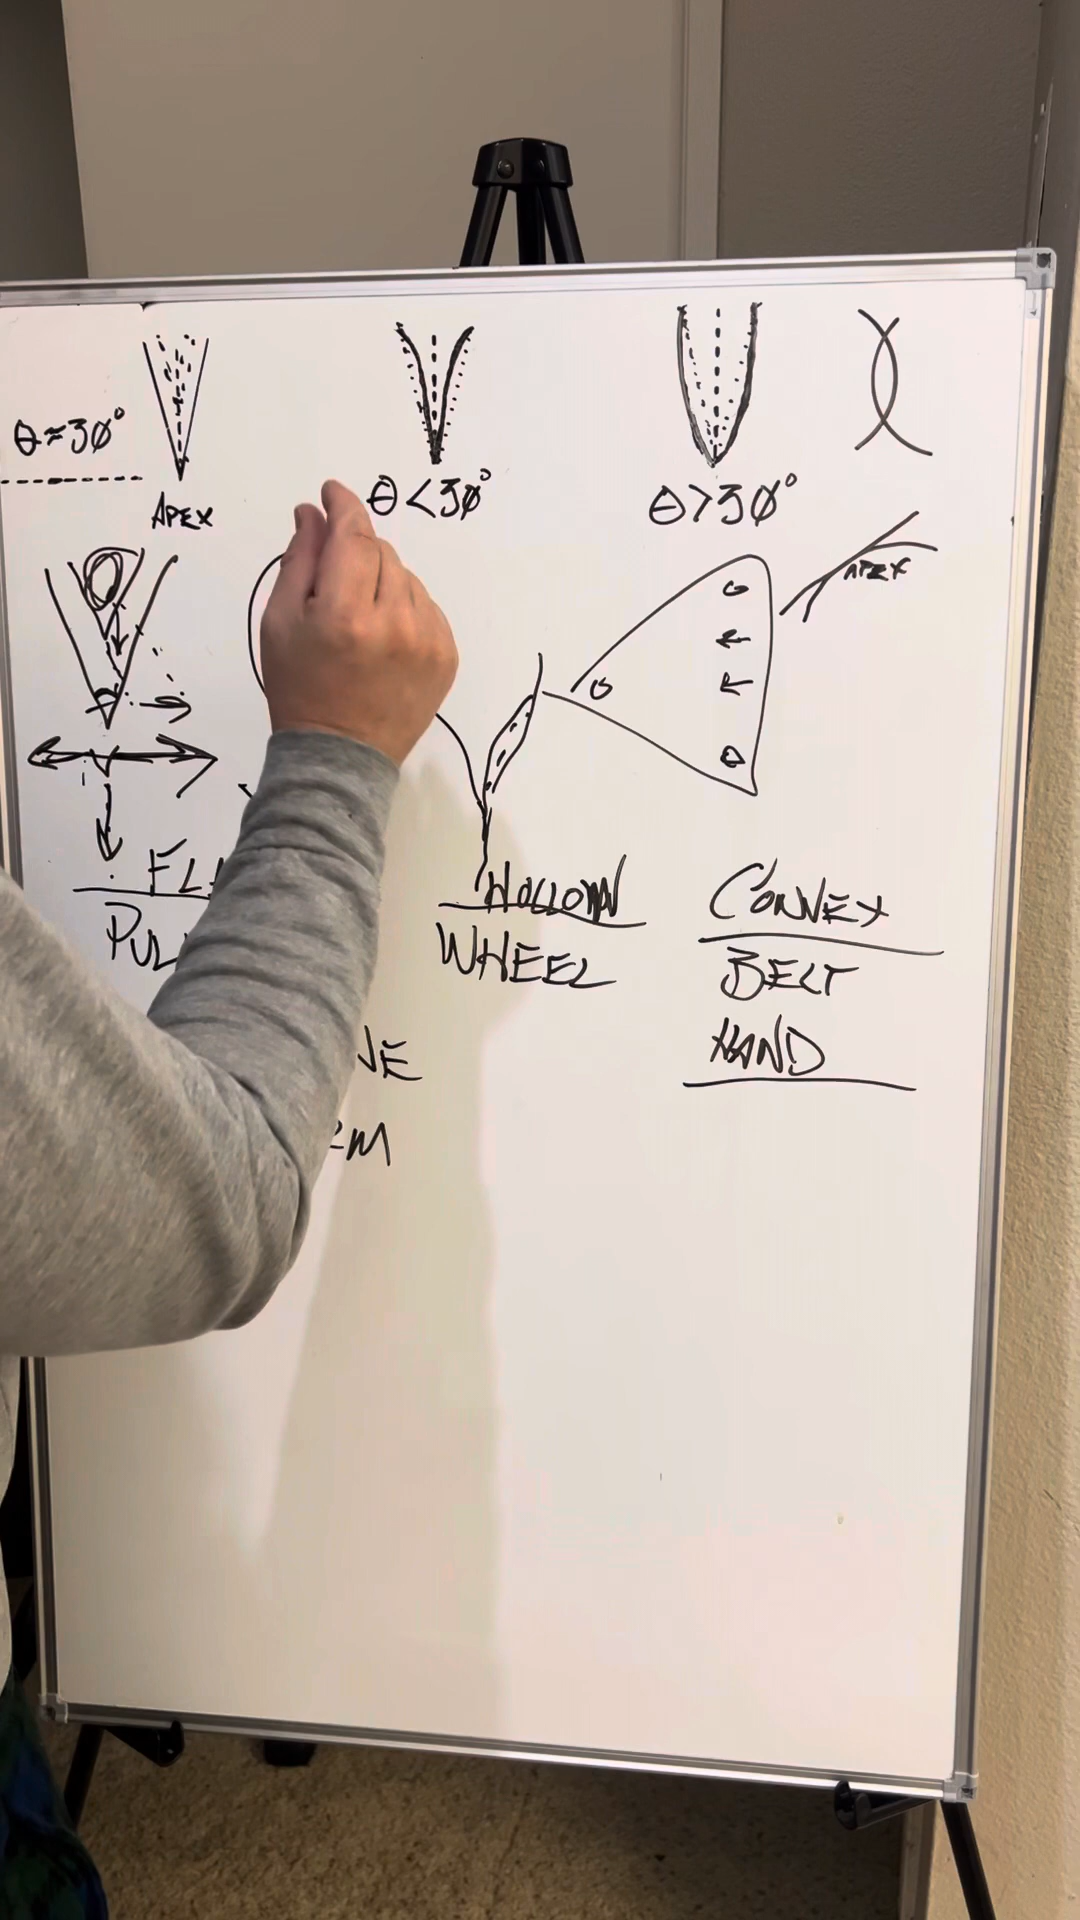 θ≈30°
APEX
θ<30°
θ>30°
APEX
HOLLOW
WHEEL
CONVEX
BELT
HAND